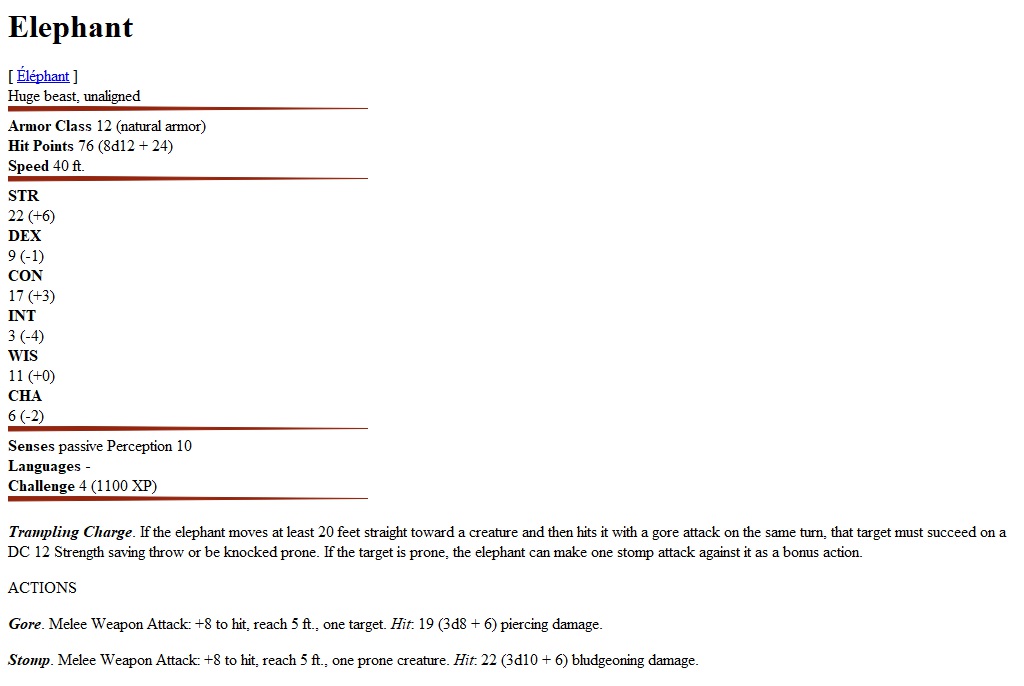 Elephant
[ Éléphant ]
Huge beast, unaligned
Armor Class 12 (natural armor)
Hit Points 76 (8d12 + 24)
Speed 40 ft.
STR
22 (+6)
DEX
9 (-1)
CON
17 (+3)
INT
3 (-4)
WIS
11 (+0)
CHA
6 (-2)
Senses passive Perception 10
Languages -
Challenge 4 (1100 XP)
Trampling Charge. If the elephant moves at least 20 feet straight toward a creature and then hits it with a gore attack on the same turn, that target must succeed on a
DC 12 Strength saving throw or be knocked prone. If the target is prone, the elephant can make one stomp attack against it as a bonus action.
ACTIONS
Gore. Melee Weapon Attack: +8 to hit, reach 5 ft., one target. Hit: 19 (3d8 + 6) piercing damage.
Stomp. Melee Weapon Attack: +8 to hit, reach 5 ft., one prone creature. Hit: 22 (3d10 + 6) bludgeoning damage.